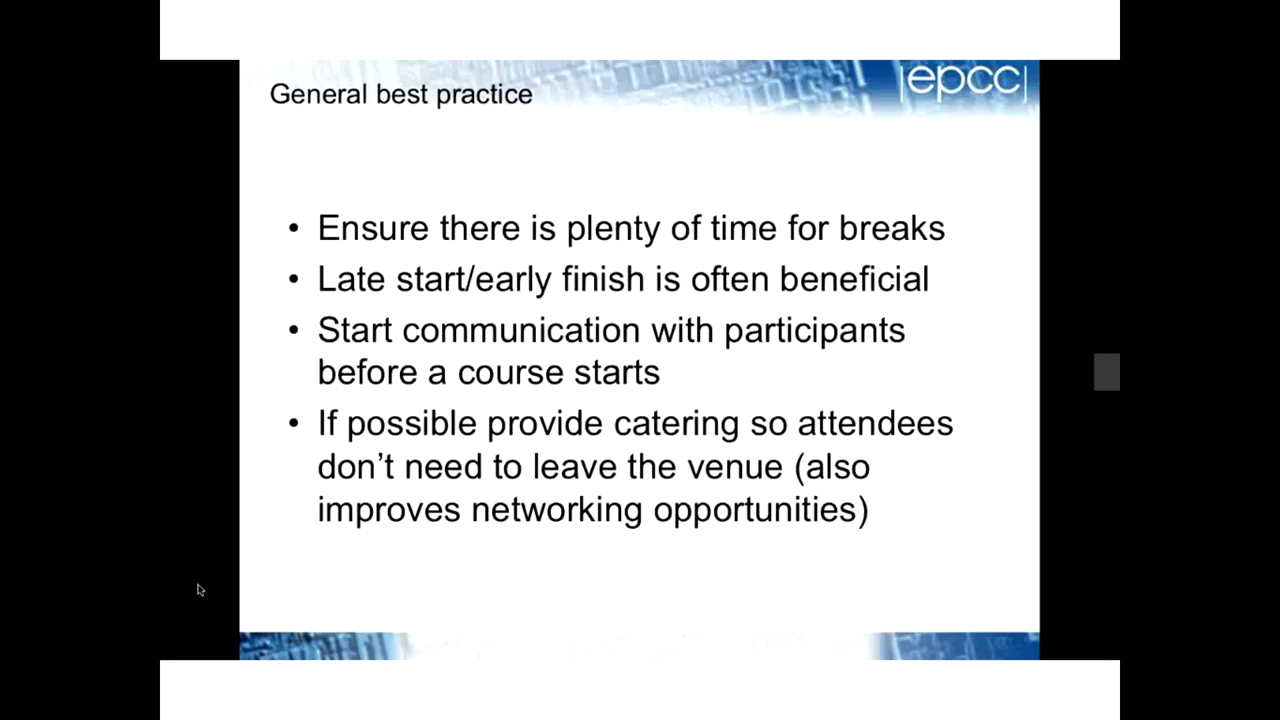 General best practice
|epcc|
• Ensure there is plenty of time for breaks
• Late start/early finish is often beneficial
• Start communication with participants
before a course starts
• If possible provide catering so attendees
don’t need to leave the venue (also
improves networking opportunities)